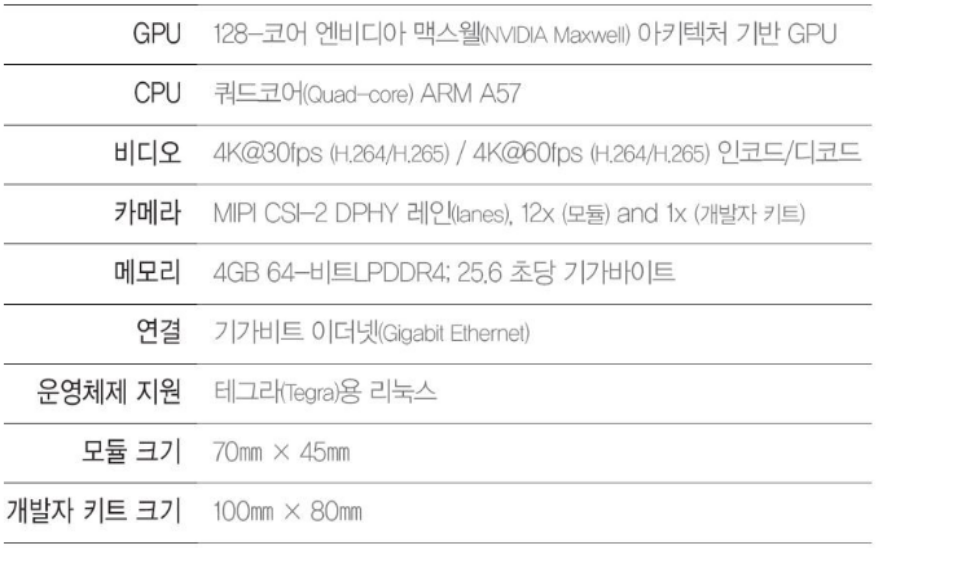 GPU 128-코어 엔비디아 맥스웰(NVIDIA Maxwell) 아키텍처 기반 GPU
CPU 쿼드코어(Quad-core) ARM A57
비디오 4K@30fps (H.264/H.265) / 4K@60fps (H.264/H.265) 인코드/디코드
카메라 MIPI CSI-2 DPHY 레인(lanes), 12x (모듈) and 1x (개발자 키트)
메모리 4GB 64-비트LPDDR4; 25.6 초당 기가바이트
연결 기가비트 이더넷(Gigabit Ethernet)
운영체제 지원 테그라(Tegra)용 리눅스
모듈 크기 70㎜ × 45㎜
개발자 키트 크기 100㎜ × 80㎜